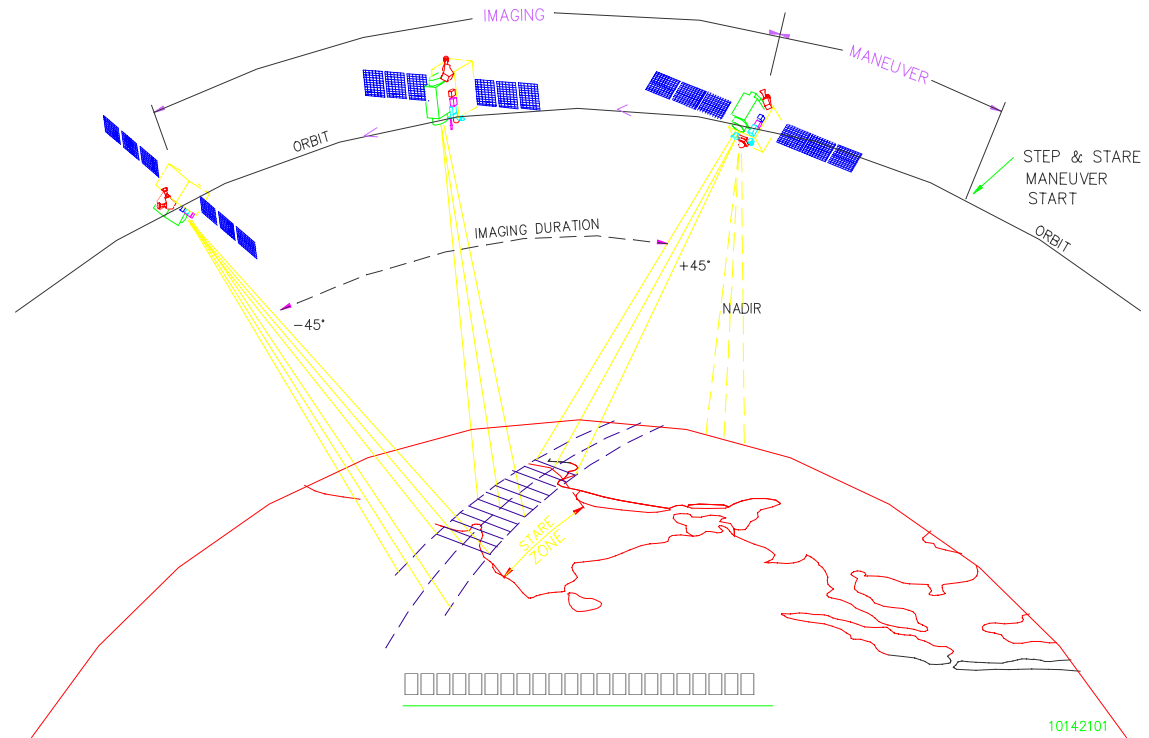 IMAGING
MANEUVER
ORBIT
STEP & STARE
MANEUVER
START
IMAGING DURATION
ORBIT
+45°
NADIR
−45°
STARE
ZONE
10142101